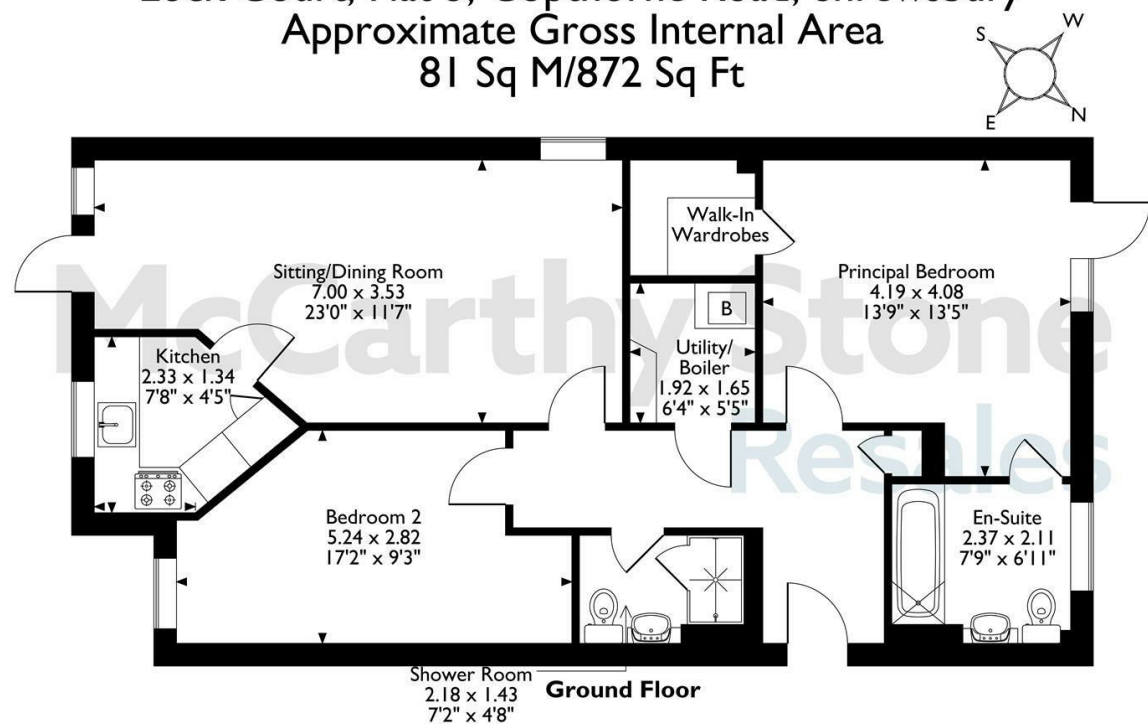 Approximate Gross Internal Area
81 Sq M/872 Sq Ft
S
W
E
N
Walk-In
Wardrobes
Sitting/Dining Room
7.00 x 3.53
23'0" x 11'7"
Principal Bedroom
4.19 x 4.08
13'9" x 13'5"
B
McCarthy Stone
Resales
Kitchen
2.33 x 1.34
7'8" x 4'5"
Utility/
Boiler
1.92 x 1.65
6'4" x 5'5"
Bedroom 2
5.24 x 2.82
17'2" x 9'3"
En-Suite
2.37 x 2.11
7'9" x 6'11"
Shower Room
2.18 x 1.43
7'2" x 4'8"
Ground Floor